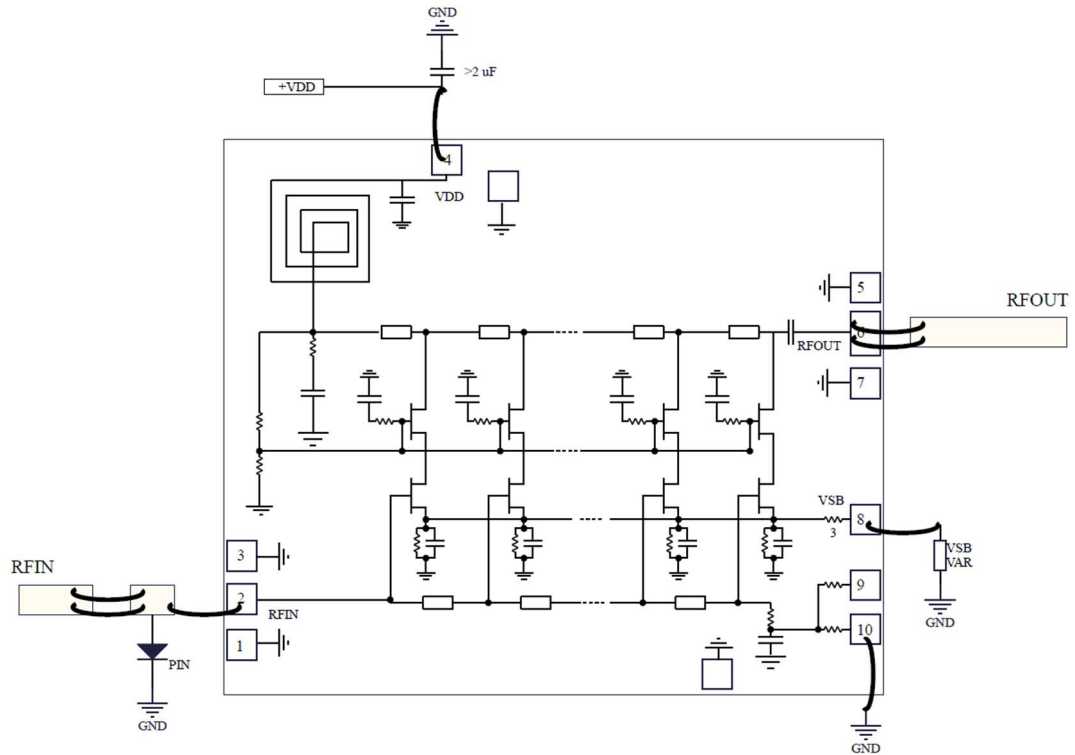 GND
>2 uF
+VDD
4
VDD
5
RFOUT
6
RFOUT
7
VSB
3
8
VSB
VAR
GND
3
RFIN
2
RFIN
9
1
10
PIN
GND
GND